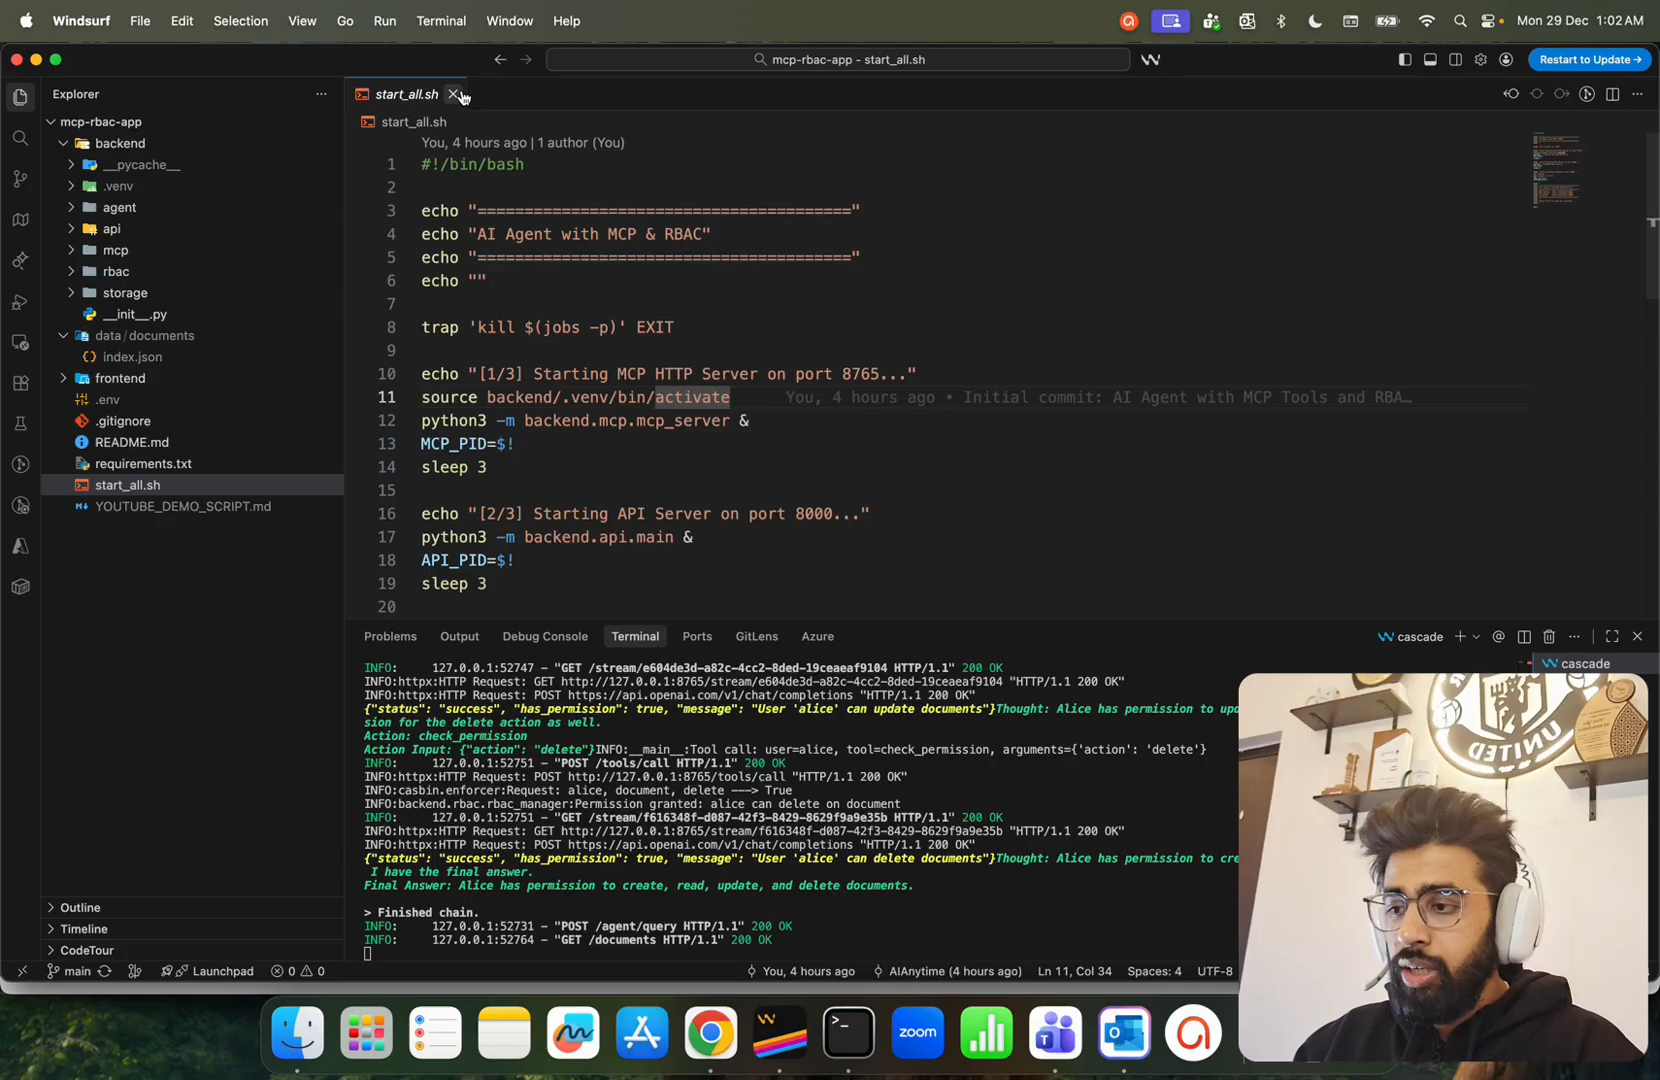 Windsurf File Edit Selection View Go Run Terminal Window Help
Mon 29 Dec 1:02 AM
mcp-rbac-app - start_all.sh
Restart to Update →
Explorer
start_all.sh
mcp-rbac-app
backend
__pycache__
.venv
agent
api
mcp
rbac
storage
__init__.py
data / documents
index.json
frontend
.env
.gitignore
README.md
requirements.txt
start_all.sh
YOUTUBE_DEMO_SCRIPT.md
Outline
Timeline
CodeTour
start_all.sh
You, 4 hours ago | 1 author (You)
1 #!/bin/bash
2
3 echo "========================================"
4 echo "AI Agent with MCP & RBAC"
5 echo "========================================"
6 echo ""
7
8 trap 'kill $(jobs -p)' EXIT
9
10 echo "[1/3] Starting MCP HTTP Server on port 8765..."
11 source backend/.venv/bin/activate You, 4 hours ago • Initial commit: AI Agent with MCP Tools and RBA…
12 python3 -m backend.mcp.mcp_server &
13 MCP_PID=$!
14 sleep 3
15
16 echo "[2/3] Starting API Server on port 8000..."
17 python3 -m backend.api.main &
18 API_PID=$!
19 sleep 3
20
Problems Output Debug Console Terminal Ports GitLens Azure
cascade
cascade
INFO: 127.0.0.1:52747 - "GET /stream/e604de3d-a82c-4cc2-8ded-19ceaeaf9104 HTTP/1.1" 200 OK
INFO:httpx:HTTP Request: GET http://127.0.0.1:8765/stream/e604de3d-a82c-4cc2-8ded-19ceaeaf9104 "HTTP/1.1 200 OK"
INFO:httpx:HTTP Request: POST https://api.openai.com/v1/chat/completions "HTTP/1.1 200 OK"
{"status": "success", "has_permission": true, "message": "User 'alice' can update documents"}Thought: Alice has permission to upd
sion for the delete action as well.
Action: check_permission
Action Input: {"action": "delete"}INFO:__main__:Tool call: user=alice, tool=check_permission, arguments={'action': 'delete'}
INFO: 127.0.0.1:52751 - "POST /tools/call HTTP/1.1" 200 OK
INFO:httpx:HTTP Request: POST http://127.0.0.1:8765/tools/call "HTTP/1.1 200 OK"
INFO:casbin.enforcer:Request: alice, document, delete ---> True
INFO:backend.rbac.rbac_manager:Permission granted: alice can delete on document
INFO: 127.0.0.1:52751 - "GET /stream/f616348f-d087-42f3-8429-8629f9a9e35b HTTP/1.1" 200 OK
INFO:httpx:HTTP Request: GET http://127.0.0.1:8765/stream/f616348f-d087-42f3-8429-8629f9a9e35b "HTTP/1.1 200 OK"
INFO:httpx:HTTP Request: POST https://api.openai.com/v1/chat/completions "HTTP/1.1 200 OK"
{"status": "success", "has_permission": true, "message": "User 'alice' can delete documents"}Thought: Alice has permission to cre
I have the final answer.
Final Answer: Alice has permission to create, read, update, and delete documents.
> Finished chain.
INFO: 127.0.0.1:52731 - "POST /agent/query HTTP/1.1" 200 OK
INFO: 127.0.0.1:52764 - "GET /documents HTTP/1.1" 200 OK
main Launchpad 0 0 You, 4 hours ago AIAnytime (4 hours ago) Ln 11, Col 34 Spaces: 4 UTF-8
zoom
UNITED